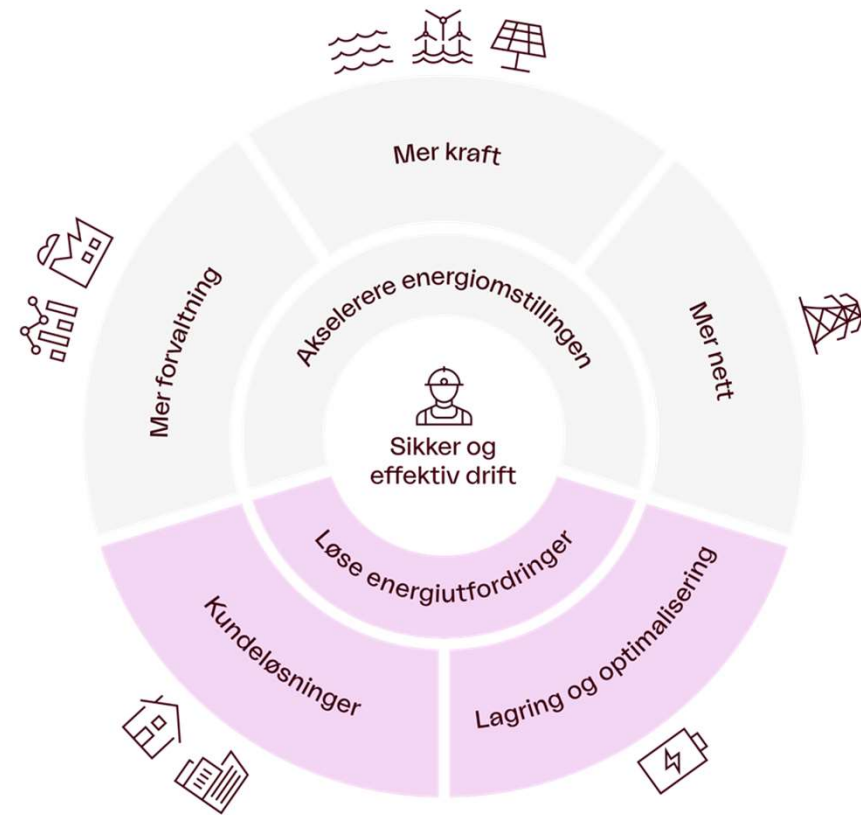 Mer kraft
Mer forvaltning
Akselerere energiomstillingen
Mer nett
Sikker og
effektiv drift
Løse energiutfordringer
Kundeløsninger
Lagring og optimalisering